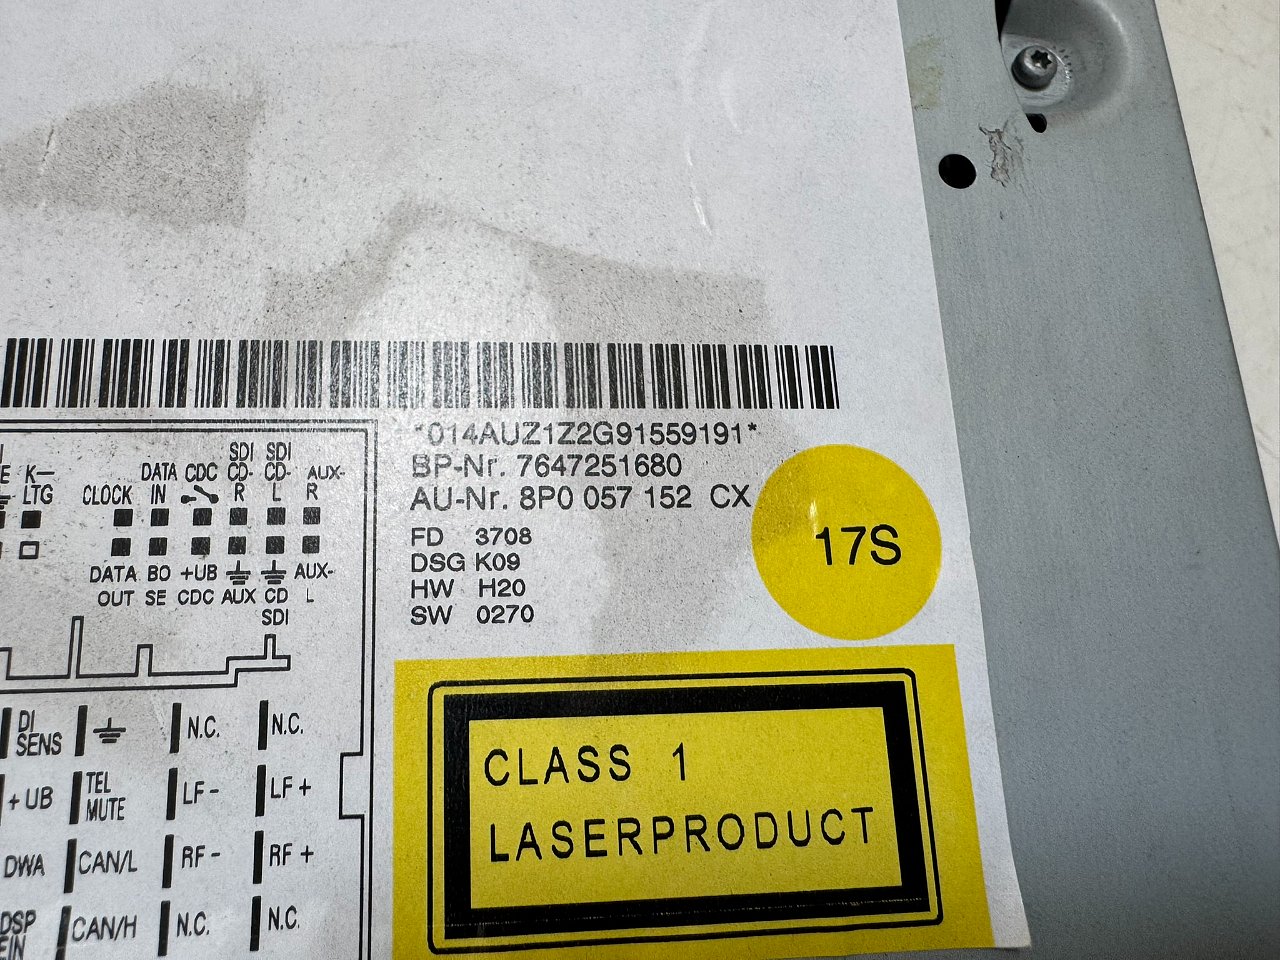 *014AUZ1Z2G91559191*
BP-Nr. 7647251680
AU-Nr. 8P0 057 152 CX
FD 3708
DSG K09
HW H20
SW 0270
17S
SDI SDI
K— DATA CDC CD- CD- AUX-
LTG CLOCK IN R L R
DATA BO +UB AUX-
OUT SE CDC AUX CD L
SDI
DI
SENS N.C. N.C.
+UB TEL
MUTE LF- LF+
DWA CAN/L RF- RF+
DSP
EIN CAN/H N.C. N.C.
CLASS 1
LASERPRODUCT